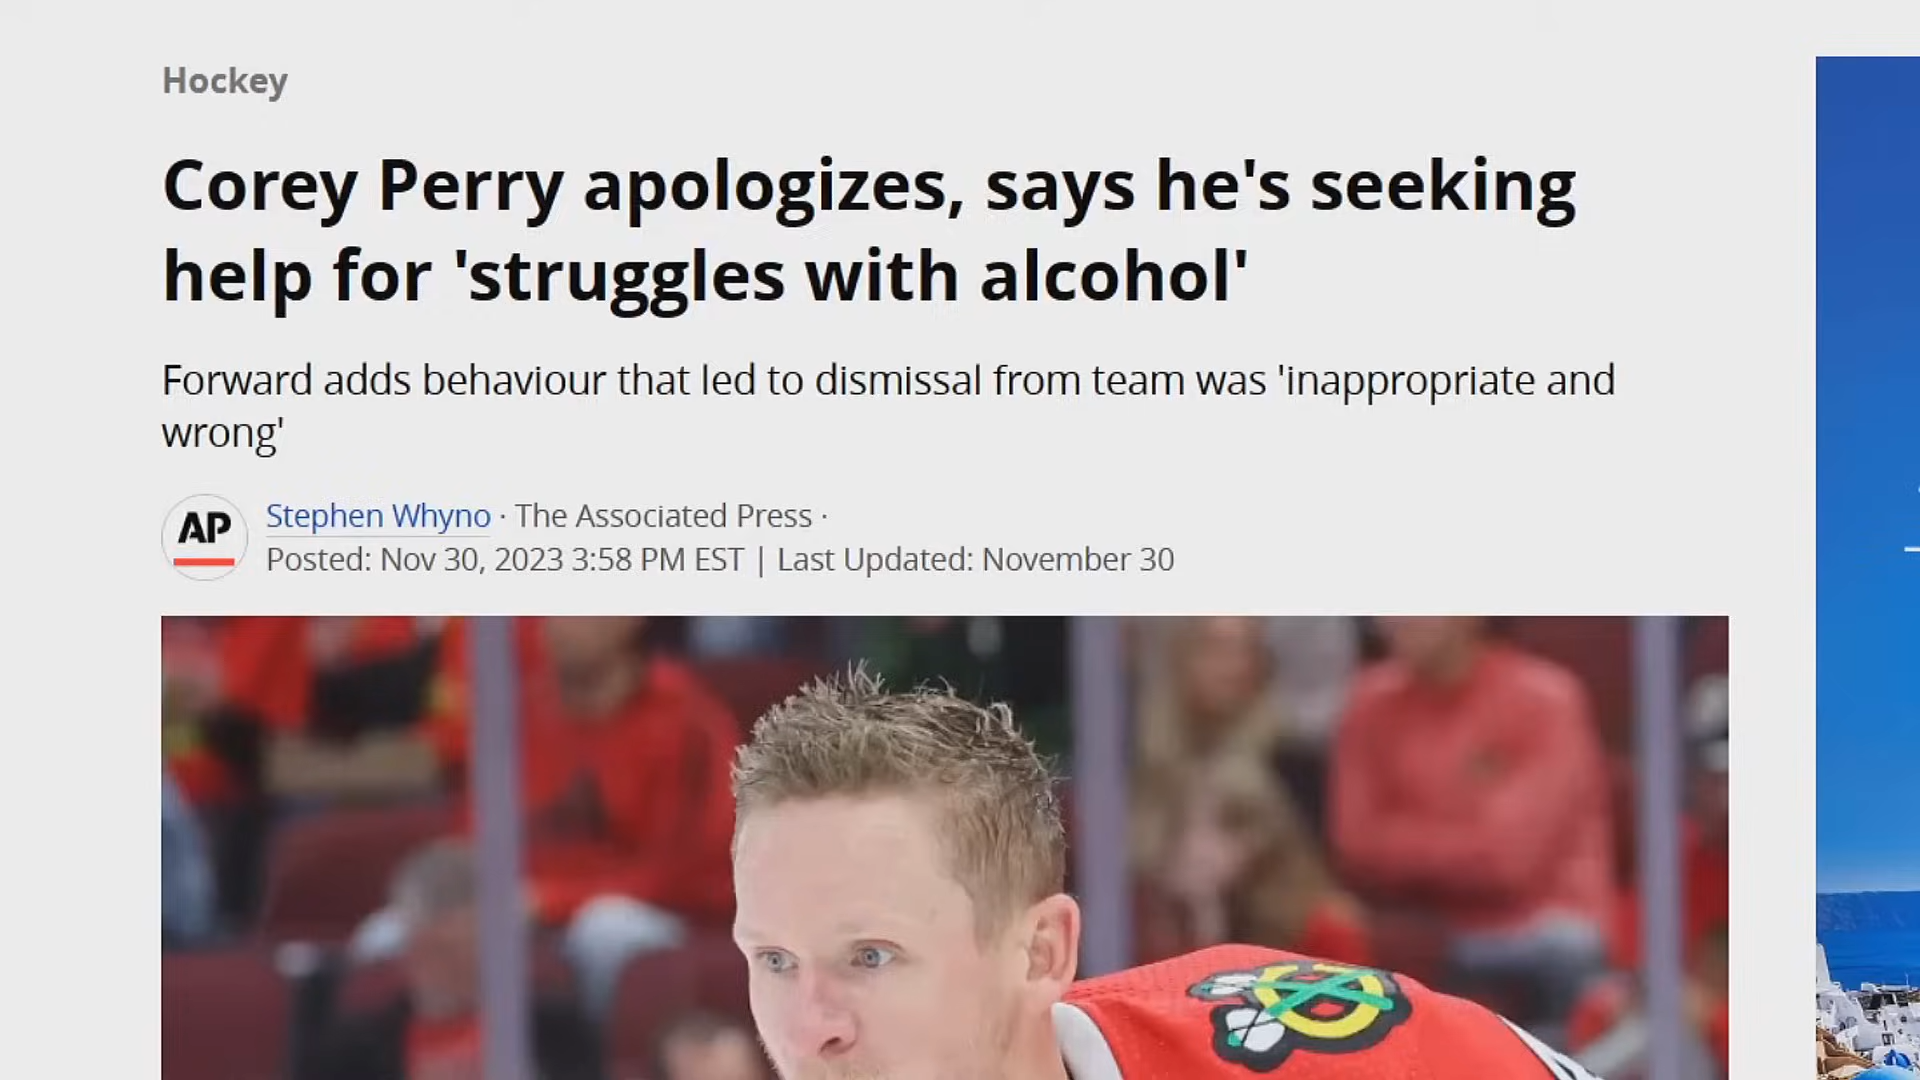 Hockey
Corey Perry apologizes, says he's seeking
help for 'struggles with alcohol'
Forward adds behaviour that led to dismissal from team was 'inappropriate and
wrong'
AP
Stephen Whyno · The Associated Press ·
Posted: Nov 30, 2023 3:58 PM EST | Last Updated: November 30